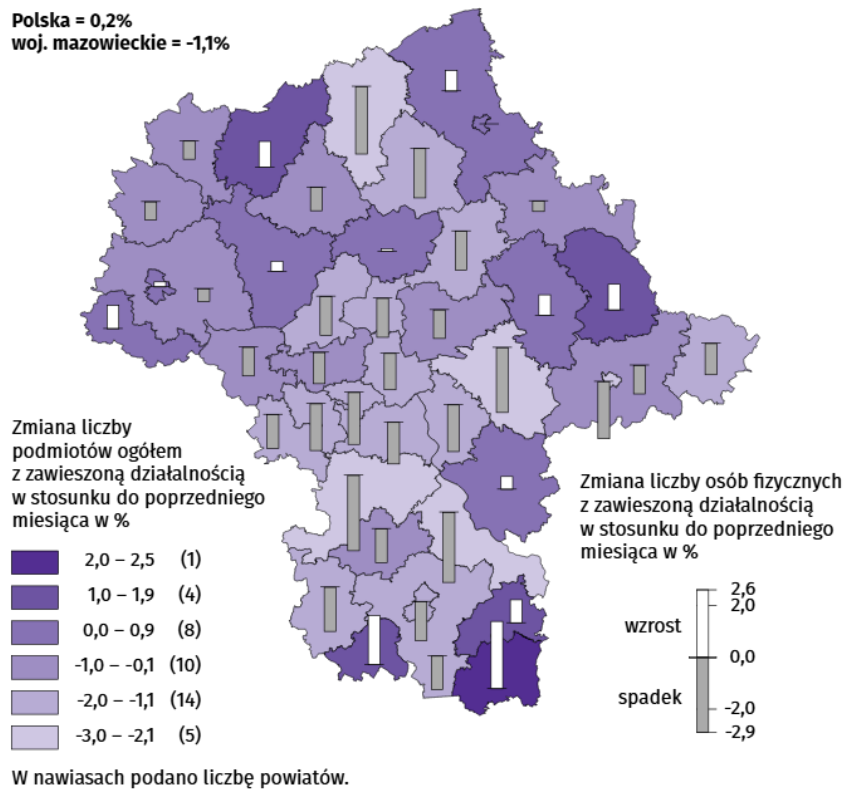 Polska = 0,2%
woj. mazowieckie = -1,1%
Zmiana liczby
podmiotów ogółem
z zawieszoną działalnością
w stosunku do poprzedniego
miesiąca w %
2,0 – 2,5 (1)
1,0 – 1,9 (4)
0,0 – 0,9 (8)
-1,0 – -0,1 (10)
-2,0 – -1,1 (14)
-3,0 – -2,1 (5)
W nawiasach podano liczbę powiatów.
Zmiana liczby osób fizycznych
z zawieszoną działalnością
w stosunku do poprzedniego
miesiąca w %
2,6
2,0
wzrost
0,0
spadek
-2,0
-2,9